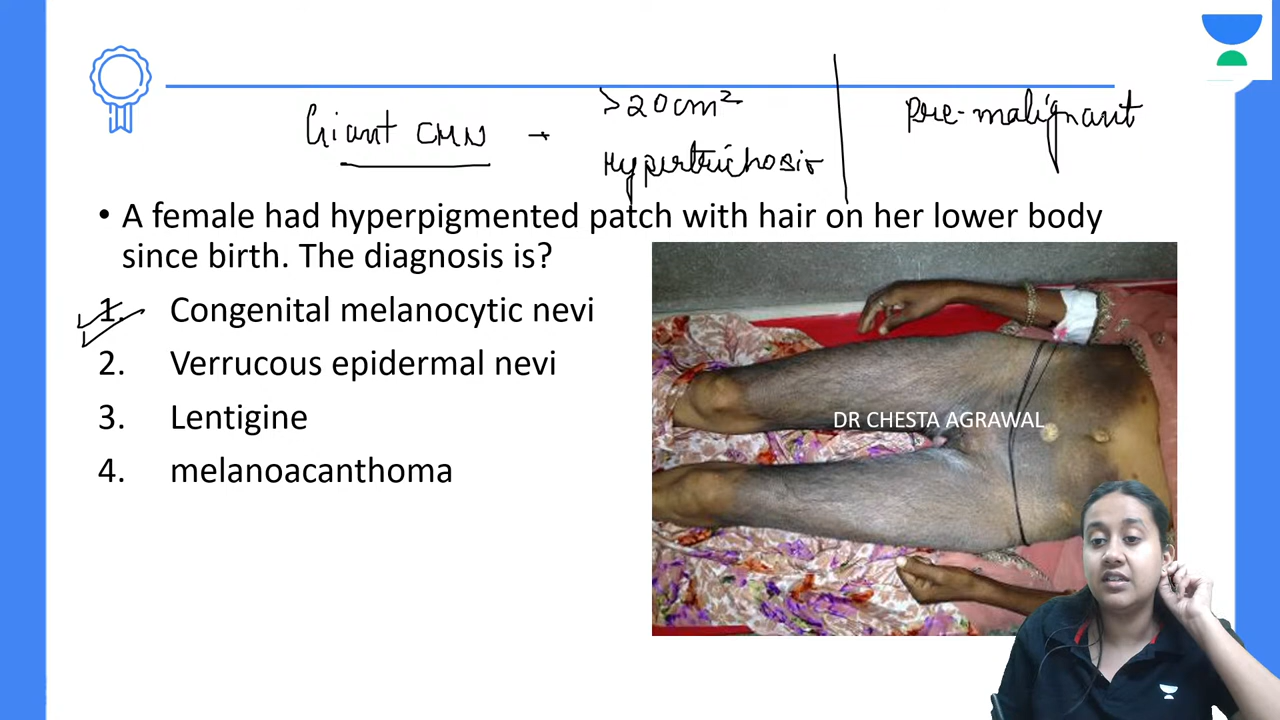 >20cm²
Giant CMN →
Hypertrichosis
pre-malignant
• A female had hyperpigmented patch with hair on her lower body
since birth. The diagnosis is?
1. Congenital melanocytic nevi
2. Verrucous epidermal nevi
3. Lentigine
4. melanoacanthoma
DR CHESTA AGRAWAL